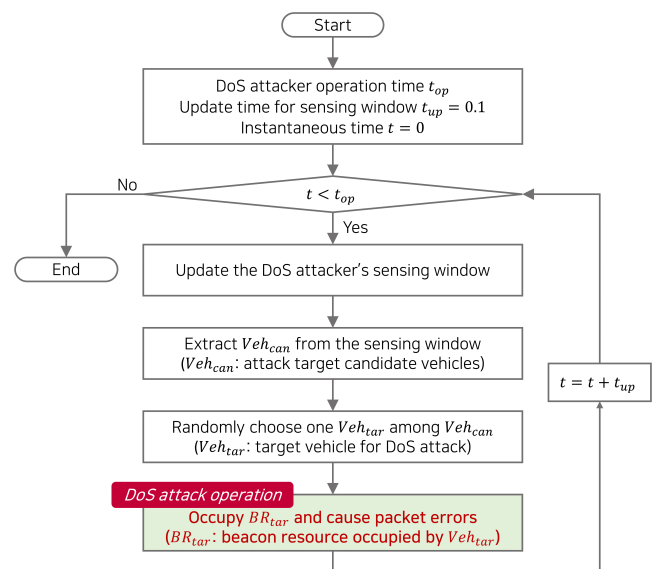 Start
DoS attacker operation time t_op
Update time for sensing window t_up = 0.1
Instantaneous time t = 0
No
t < t_op
Yes
End
Update the DoS attacker's sensing window
Extract Veh_can from the sensing window
(Veh_can: attack target candidate vehicles)
t = t + t_up
Randomly choose one Veh_tar among Veh_can
(Veh_tar: target vehicle for DoS attack)
DoS attack operation
Occupy BR_tar and cause packet errors
(BR_tar: beacon resource occupied by Veh_tar)